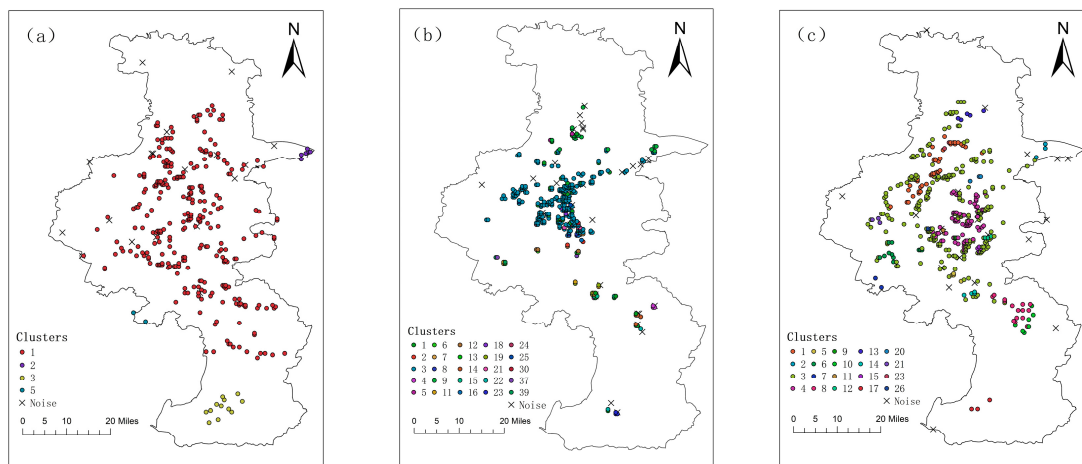 (a)
N
Clusters
1
2
3
5
Noise
0 5 10 20 Miles
(b)
N
Clusters
1 6 12 18 24
2 7 13 19 25
3 8 14 21 30
4 9 15 22 37
5 11 16 23 39
Noise
0 5 10 20 Miles
(c)
N
Clusters
1 5 9 13 20
2 6 10 14 21
3 7 11 15 23
4 8 12 17 26
Noise
0 5 10 20 Miles